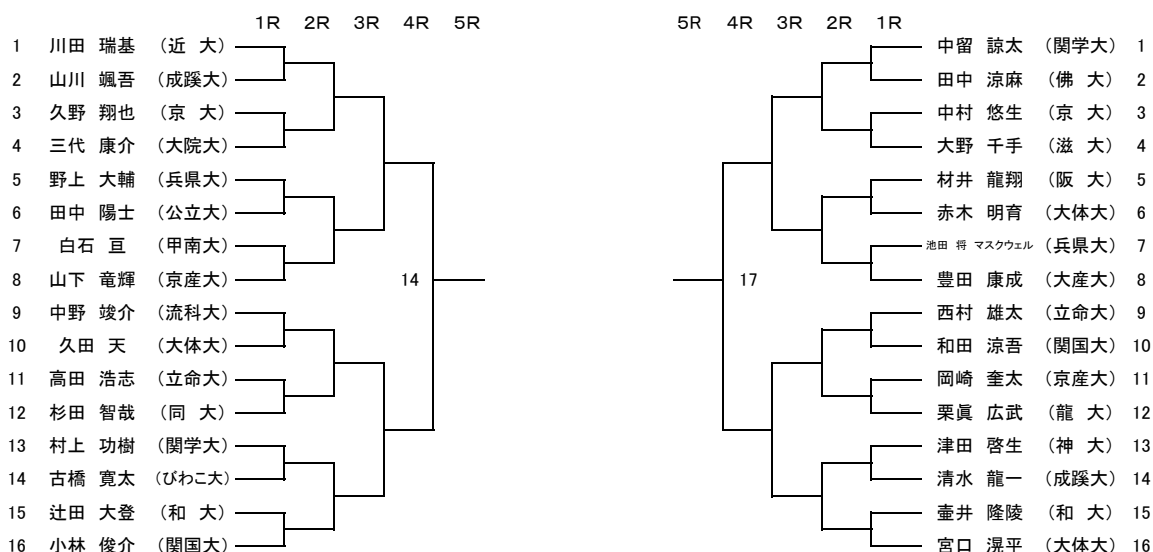 1R 2R 3R 4R 5R
1 川田 瑞基 (近 大)
2 山川 颯吾 (成蹊大)
3 久野 翔也 (京 大)
4 三代 康介 (大院大)
5 野上 大輔 (兵県大)
6 田中 陽士 (公立大)
7 白石 亘 (甲南大)
8 山下 竜輝 (京産大)
9 中野 竣介 (流科大)
10 久田 天 (大体大)
11 高田 浩志 (立命大)
12 杉田 智哉 (同 大)
13 村上 功樹 (関学大)
14 古橋 寛太 (びわこ大)
15 辻田 大登 (和 大)
16 小林 俊介 (関国大)
14
5R 4R 3R 2R 1R
中留 諒太 (関学大) 1
田中 涼麻 (佛 大) 2
中村 悠生 (京 大) 3
大野 千手 (滋 大) 4
材井 龍翔 (阪 大) 5
赤木 明育 (大体大) 6
池田 将 マスクウェル (兵県大) 7
豊田 康成 (大産大) 8
西村 雄太 (立命大) 9
和田 涼吾 (関国大) 10
岡崎 奎太 (京産大) 11
栗眞 広武 (龍 大) 12
津田 啓生 (神 大) 13
清水 龍一 (成蹊大) 14
壷井 隆陵 (和 大) 15
宮口 滉平 (大体大) 16
17